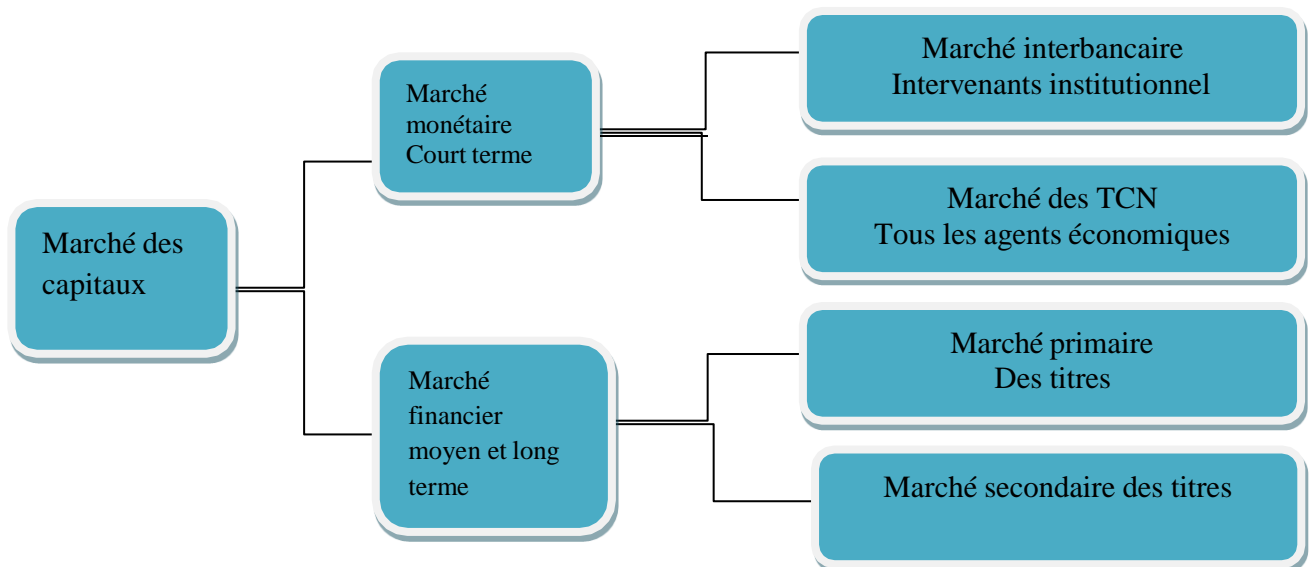 Marché des
capitaux
Marché
monétaire
Court terme
Marché
financier
moyen et long
terme
Marché interbancaire
Intervenants institutionnel
Marché des TCN
Tous les agents économiques
Marché primaire
Des titres
Marché secondaire des titres